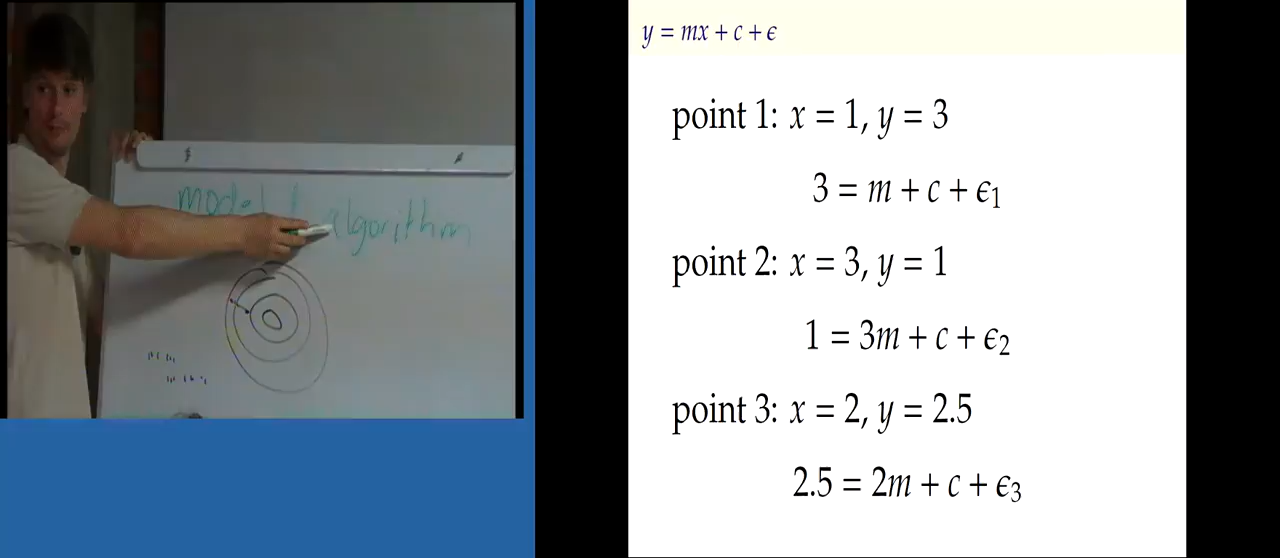 model algorithm
y = mx + c + ϵ
point 1: x = 1, y = 3
3 = m + c + ϵ₁
point 2: x = 3, y = 1
1 = 3m + c + ϵ₂
point 3: x = 2, y = 2.5
2.5 = 2m + c + ϵ₃